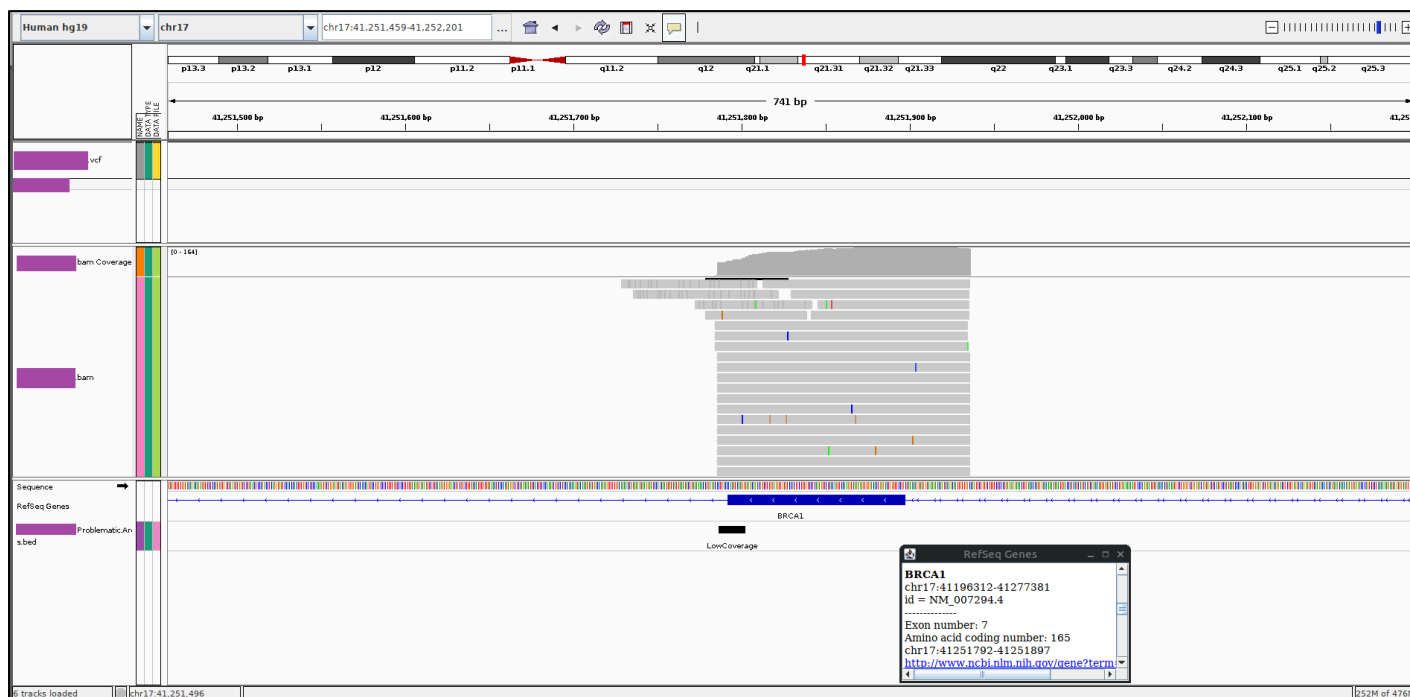 Human hg19 chr17 chr17:41,251,459-41,252,201 ...
p13.3 p13.2 p13.1 p12 p11.2 p11.1 q11.2 q12 q21.1 q21.31 q21.32 q21.33 q22 q23.1 q23.3 q24.2 q24.3 q25.1 q25.2 q25.3
NAME
DATA TYPE
DATA FILE
741 bp
41,251,500 bp 41,251,600 bp 41,251,700 bp 41,251,800 bp 41,251,900 bp 41,252,000 bp 41,252,100 bp 41,25
.vcf
[0 - 164]
bam Coverage
.bam
Sequence
RefSeq Genes
BRCA1
Problematic.Ar
s.bed
LowCoverage
RefSeq Genes
BRCA1
chr17:41196312-41277381
id = NM_007294.4
--------------
Exon number: 7
Amino acid coding number: 165
chr17:41251792-41251897
http://www.ncbi.nlm.nih.gov/gene?term=
6 tracks loaded chr17:41,251,496 252M of 476